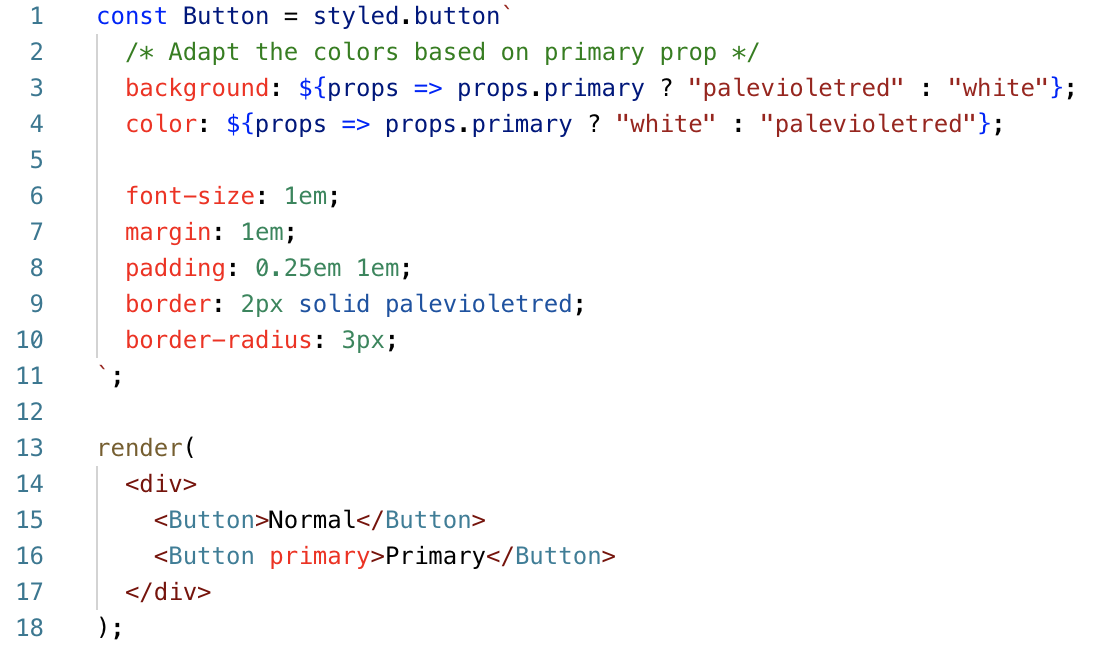 1 const Button = styled.button`
2 /* Adapt the colors based on primary prop */
3 background: ${props => props.primary ? "palevioletred" : "white"};
4 color: ${props => props.primary ? "white" : "palevioletred"};
5
6 font-size: 1em;
7 margin: 1em;
8 padding: 0.25em 1em;
9 border: 2px solid palevioletred;
10 border-radius: 3px;
11 `;
12
13 render(
14 <div>
15 <Button>Normal</Button>
16 <Button primary>Primary</Button>
17 </div>
18 );